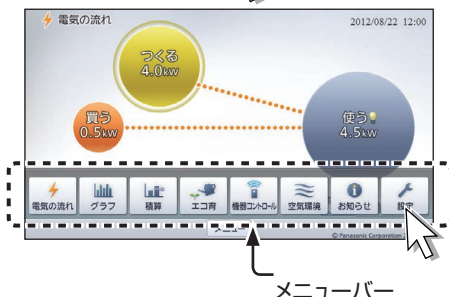 電気の流れ
2012/08/22 12:00
つくる
4.0kw
買う
0.5kw
使う
4.5kw
電気の流れ グラフ 積算 エコ育 機器コントロール 空気環境 お知らせ 設定
メニュー
© Panasonic Corporation
メニューバー